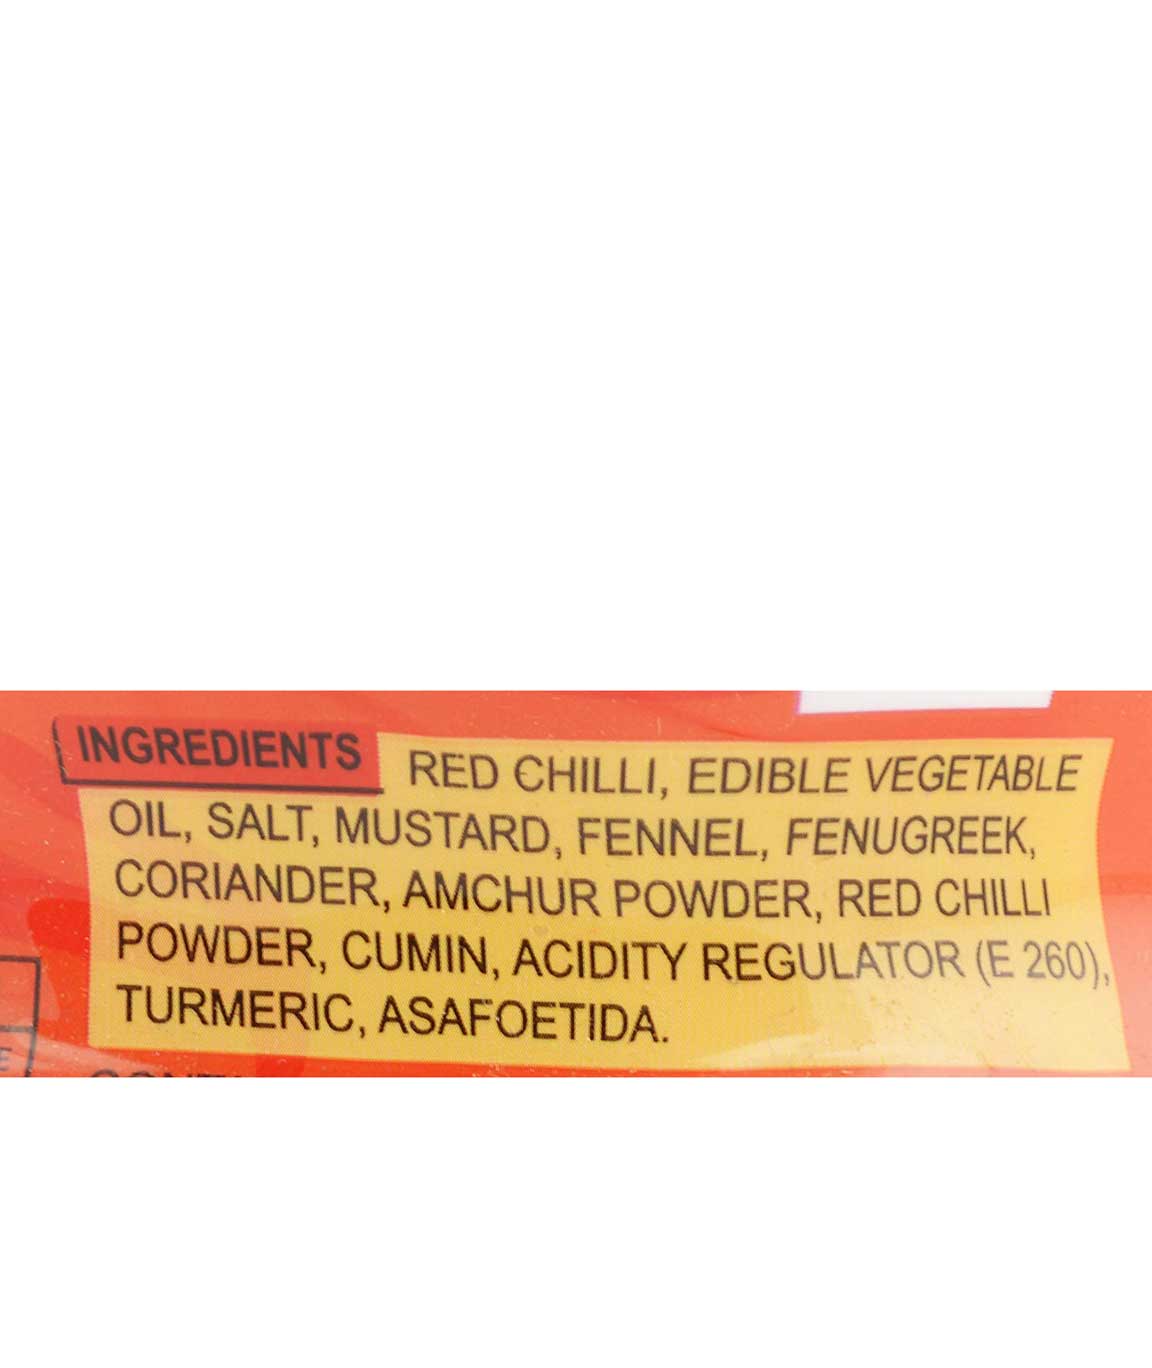 INGREDIENTS RED CHILLI, EDIBLE VEGETABLE
OIL, SALT, MUSTARD, FENNEL, FENUGREEK,
CORIANDER, AMCHUR POWDER, RED CHILLI
POWDER, CUMIN, ACIDITY REGULATOR (E 260),
TURMERIC, ASAFOETIDA.